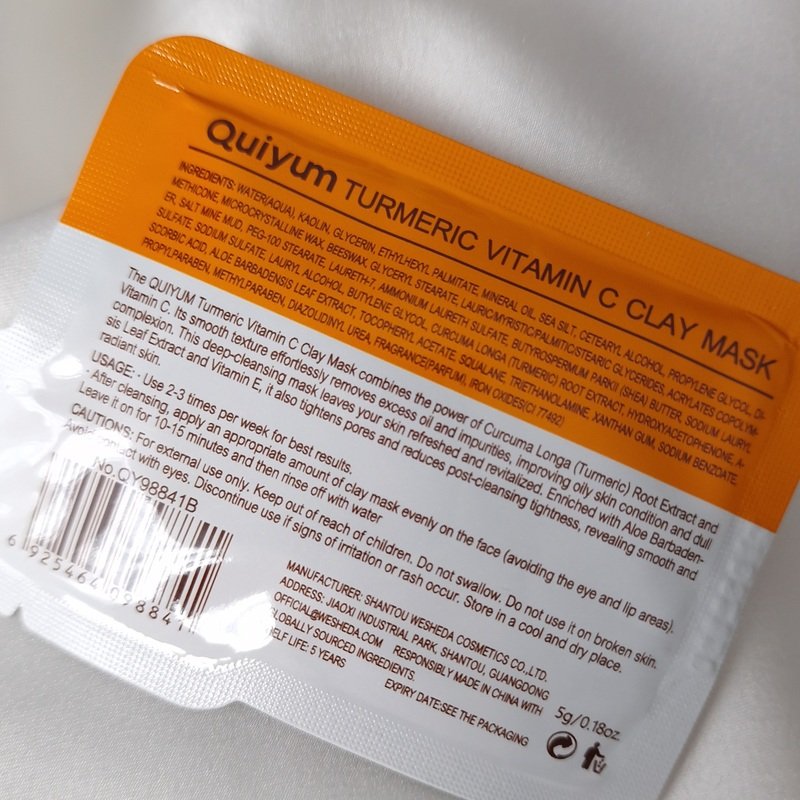 Quiyum TURMERIC VITAMIN C CLAY MASK
INGREDIENTS: WATER(AQUA), KAOLIN, GLYCERIN, ETHYLHEXYL PALMITATE, MINERAL OIL, SEA SILT, CETEARYL ALCOHOL, PROPYLENE GLYCOL, DI-
METHICONE, MICROCRYSTALLINE WAX, BEESWAX, GLYCERYL STEARATE, LAURIC/MYRISTIC/PALMITIC/STEARIC GLYCERIDES, ACRYLATES COPOLYM-
ER, SALT MINE MUD, PEG-100 STEARATE, LAURETH-7, AMMONIUM LAURETH SULFATE, BUTYROSPERMUM PARKII (SHEA) BUTTER, SODIUM LAURYL
SULFATE, SODIUM SULFATE, LAURYL ALCOHOL, BUTYLENE GLYCOL, CURCUMA LONGA (TURMERIC) ROOT EXTRACT, HYDROXYACETOPHENONE, A-
SCORBIC ACID, ALOE BARBADENSIS LEAF EXTRACT, TOCOPHERYL ACETATE, SQUALANE, TRIETHANOLAMINE, XANTHAN GUM, SODIUM BENZOATE,
PROPYLPARABEN, METHYLPARABEN, DIAZOLIDINYL UREA, FRAGRANCE(PARFUM), IRON OXIDES(CI 77492)
The QUIYUM Turmeric Vitamin C Clay Mask combines the power of Curcuma Longa (Turmeric) Root Extract and
Vitamin C. Its smooth texture effortlessly removes excess oil and impurities, improving oily skin condition and dull
complexion. This deep-cleansing mask leaves your skin refreshed and revitalized. Enriched with Aloe Barbaden-
sis Leaf Extract and Vitamin E, it also tightens pores and reduces post-cleansing tightness, revealing smooth and
radiant skin.
USAGE: · Use 2-3 times per week for best results.
· After cleansing, apply an appropriate amount of clay mask evenly on the face (avoiding the eye and lip areas).
Leave it on for 10-15 minutes and then rinse off with water
CAUTIONS: For external use only. Keep out of reach of children. Do not swallow. Do not use it on broken skin.
Avoid contact with eyes. Discontinue use if signs of irritation or rash occur. Store in a cool and dry place.
No.QY98841B
6 925464 098841
MANUFACTURER: SHANTOU WESHEDA COSMETICS CO.,LTD.
ADDRESS: JIAOXI INDUSTRIAL PARK, SHANTOU, GUANGDONG
OFFICIAL@WESHEDA.COM RESPONSIBLY MADE IN CHINA WITH
GLOBALLY SOURCED INGREDIENTS.
SHELF LIFE: 5 YEARS EXPIRY DATE:SEE THE PACKAGING
5g/0.18oz.